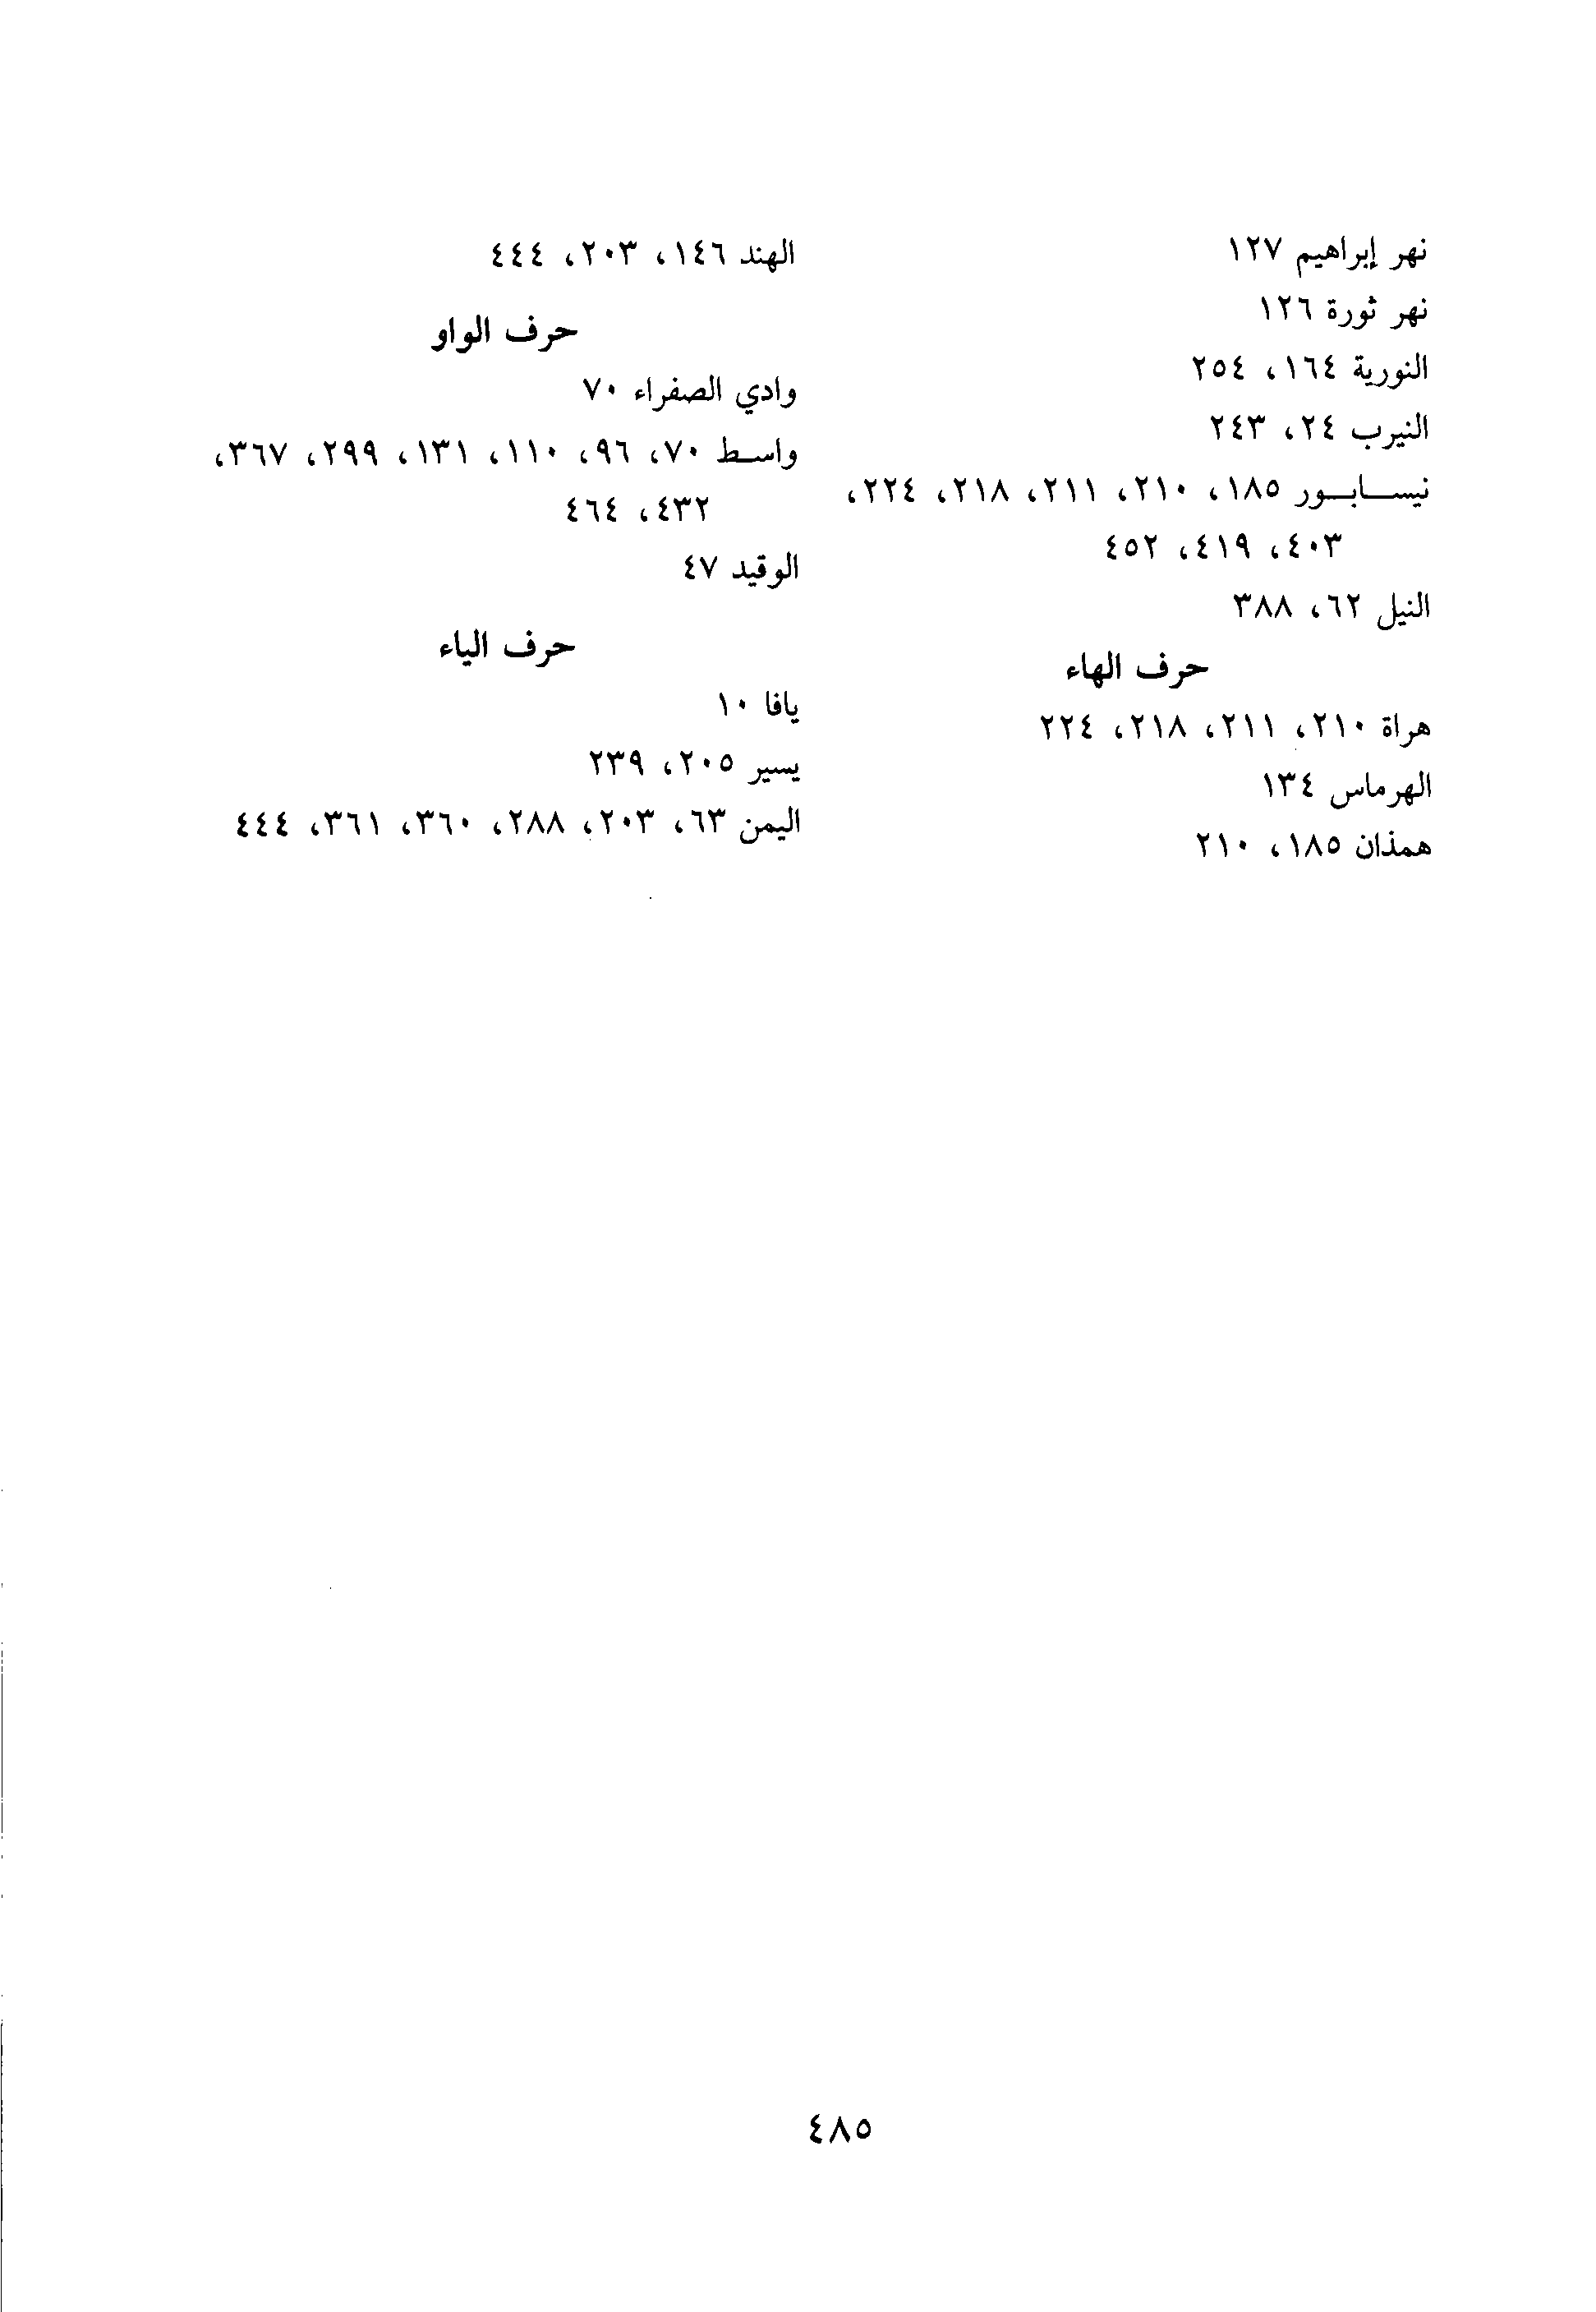 نهر إبراهيم ١٢٧
نهر ثورة ١٢٦
النورية ١٦٤، ٢٥٤
النيرب ٢٤، ٢٤٣
نيســـابـــور ١٨٥، ٢١٠، ٢١١، ٢١٨، ٢٢٤،
٤٠٣، ٤١٩، ٤٥٢
النيل ٦٢، ٣٨٨
حرف الهاء
هراة ٢١٠، ٢١١، ٢١٨، ٢٢٤
الهرماس ١٣٤
همذان ١٨٥، ٢١٠
الهند ١٤٦، ٢٠٣، ٤٤٤
حرف الواو
وادي الصفراء ٧٠
واســط ٧٠، ٩٦، ١١٠، ١٣١، ٢٩٩، ٣٦٧،
٤٣٢، ٤٦٤
الوقيد ٤٧
حرف الياء
يافا ١٠
يسير ٢٠٥، ٢٣٩
اليمن ٦٣، ٢٠٣، ٢٨٨، ٣٦٠، ٣٦١، ٤٤٤
٤٨٥